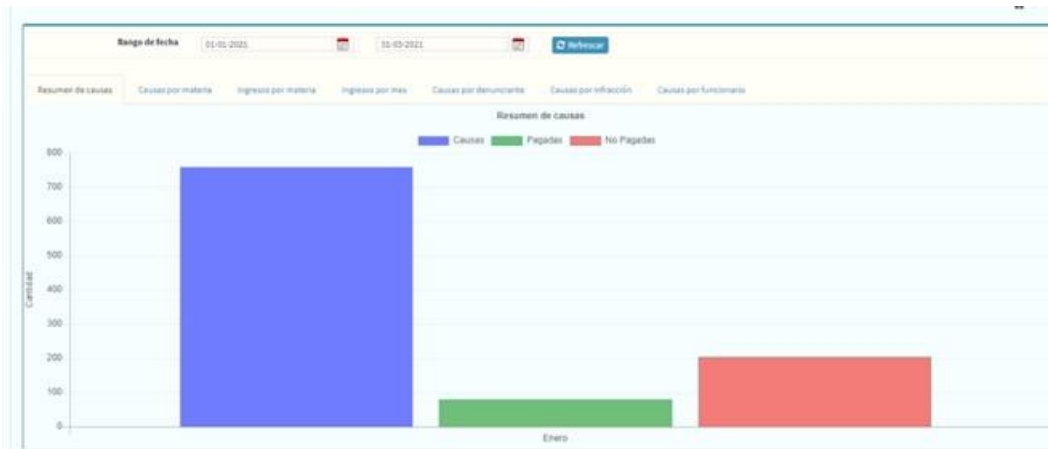 Rango de fecha 01-01-2021 31-03-2021 Refrescar
Resumen de causas Causas por materia Ingresos por materia Ingresos por mes Causas por denunciante Causas por infracción Causas por funcionario
Resumen de causas
Causas Pagadas No Pagadas
800
700
600
500
400
300
200
100
0
Cantidad
Enero